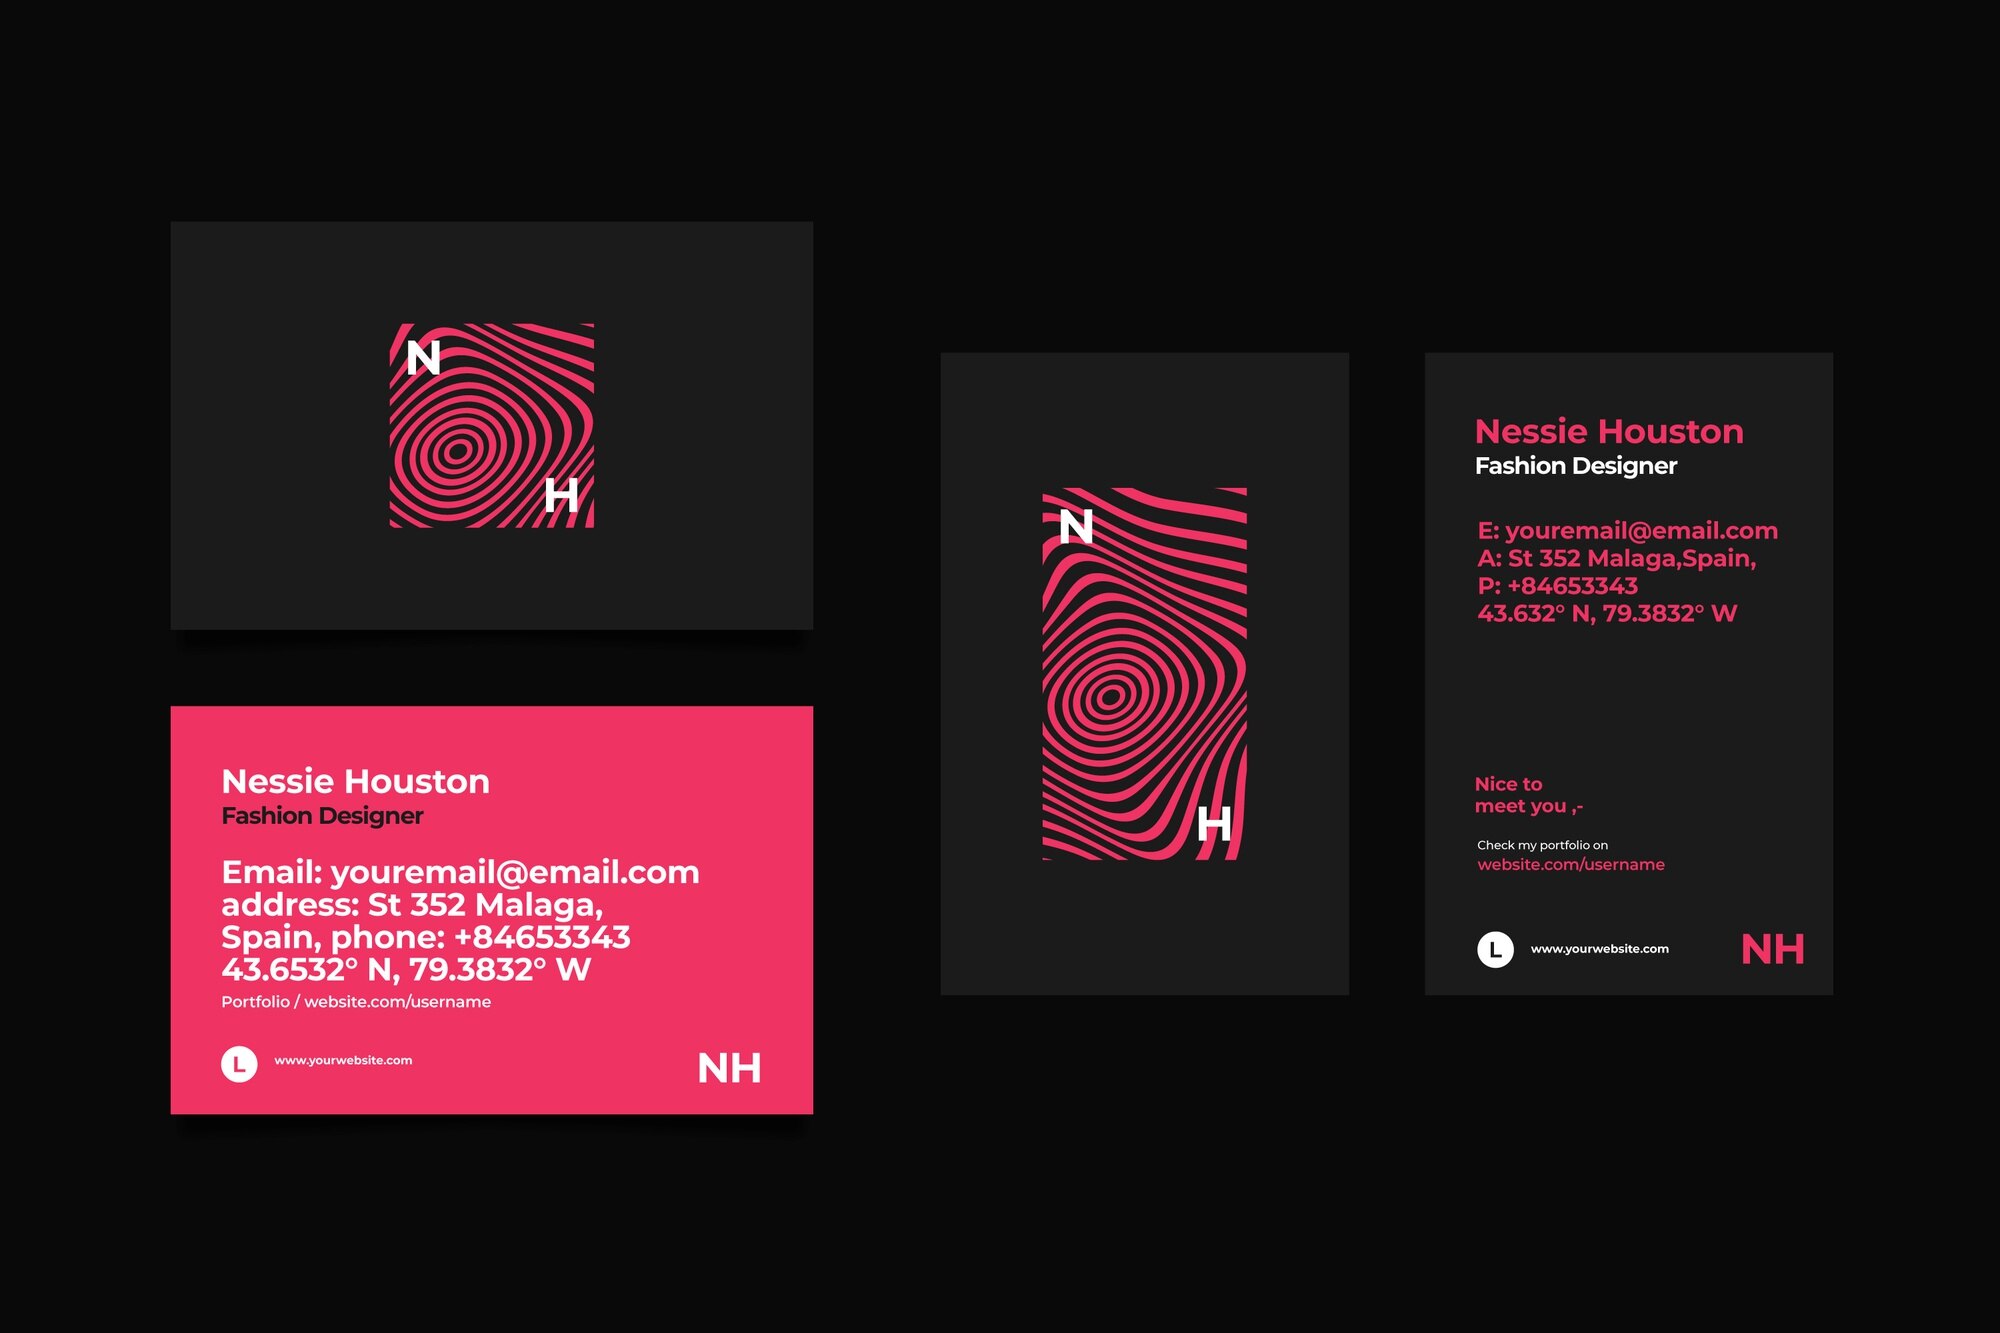 N
H
Nessie Houston
Fashion Designer
Email: youremail@email.com
address: St 352 Malaga,
Spain, phone: +84653343
43.6532° N, 79.3832° W
Portfolio / website.com/username
L
www.yourwebsite.com
NH
N
H
Nessie Houston
Fashion Designer
E: youremail@email.com
A: St 352 Malaga,Spain,
P: +84653343
43.632° N, 79.3832° W
Nice to
meet you ,-
Check my portfolio on
website.com/username
L
www.yourwebsite.com
NH